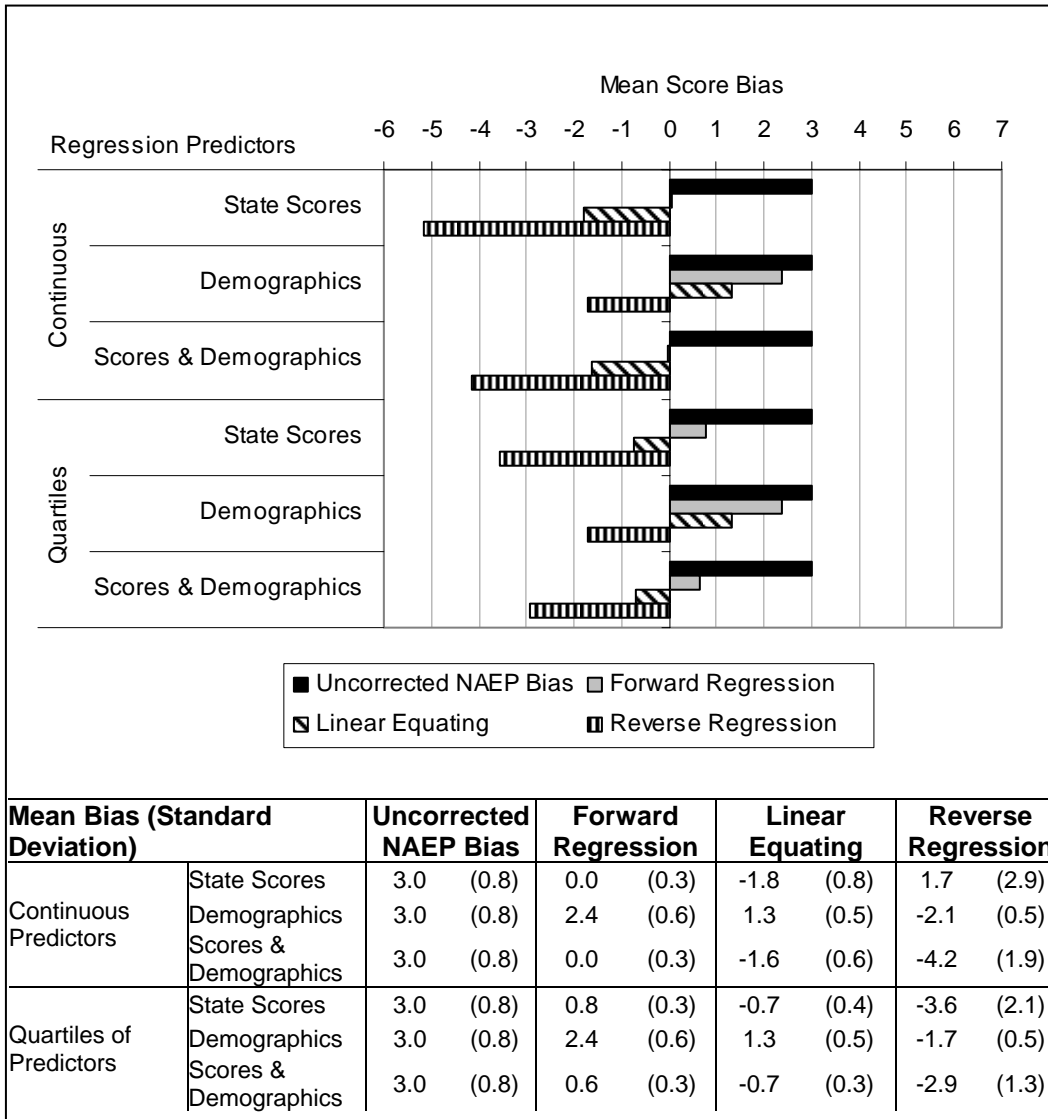 Mean Score Bias
Regression Predictors
-6 -5 -4 -3 -2 -1 0 1 2 3 4 5 6 7
Continuous
State Scores
Demographics
Scores & Demographics
Quartiles
State Scores
Demographics
Scores & Demographics
Uncorrected NAEP Bias Forward Regression
Linear Equating Reverse Regression
Mean Bias (Standard Deviation) Uncorrected NAEP Bias Forward Regression Linear Equating Reverse Regression
Continuous Predictors
State Scores 3.0 (0.8) 0.0 (0.3) -1.8 (0.8) 1.7 (2.9)
Demographics 3.0 (0.8) 2.4 (0.6) 1.3 (0.5) -2.1 (0.5)
Scores & Demographics 3.0 (0.8) 0.0 (0.3) -1.6 (0.6) -4.2 (1.9)
Quartiles of Predictors
State Scores 3.0 (0.8) 0.8 (0.3) -0.7 (0.4) -3.6 (2.1)
Demographics 3.0 (0.8) 2.4 (0.6) 1.3 (0.5) -1.7 (0.5)
Scores & Demographics 3.0 (0.8) 0.6 (0.3) -0.7 (0.3) -2.9 (1.3)